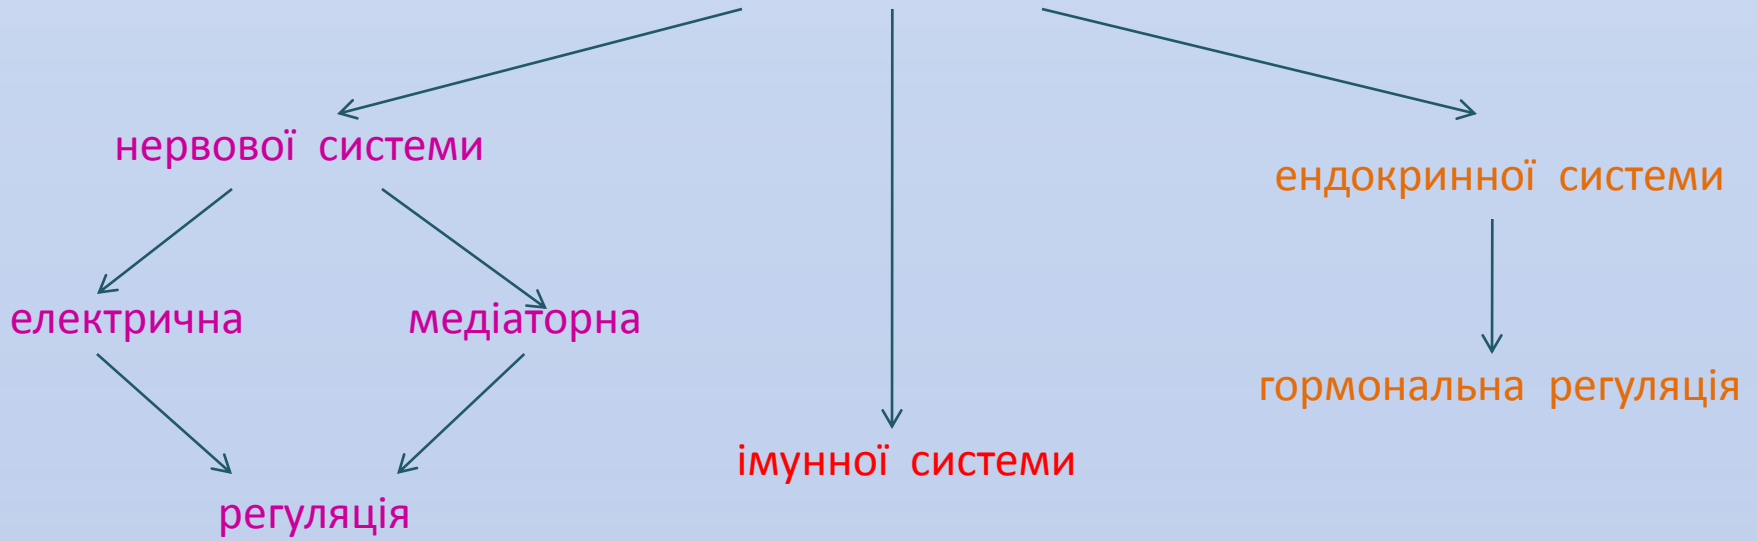 нервової системи
ендокринної системи
електрична
медіаторна
гормональна регуляція
імунної системи
регуляція